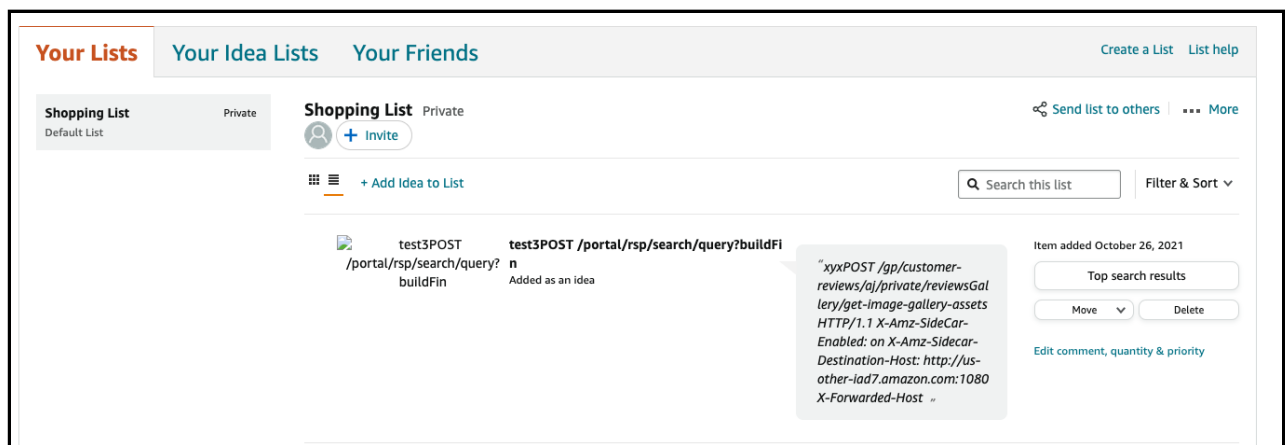 Your Lists
Your Idea Lists
Your Friends
Create a List
List help
Shopping List
Private
Default List
Shopping List Private
Send list to others
More
+ Invite
+ Add Idea to List
Search this list
Filter & Sort
test3POST
/portal/rsp/search/query?
buildFin
test3POST /portal/rsp/search/query?buildFi
n
Added as an idea
“xyxPOST /gp/customer-
reviews/aj/private/reviewsGal
lery/get-image-gallery-assets
HTTP/1.1 X-Amz-SideCar-
Enabled: on X-Amz-Sidecar-
Destination-Host: http://us-
other-iad7.amazon.com:1080
X-Forwarded-Host „
Item added October 26, 2021
Top search results
Move
Delete
Edit comment, quantity & priority